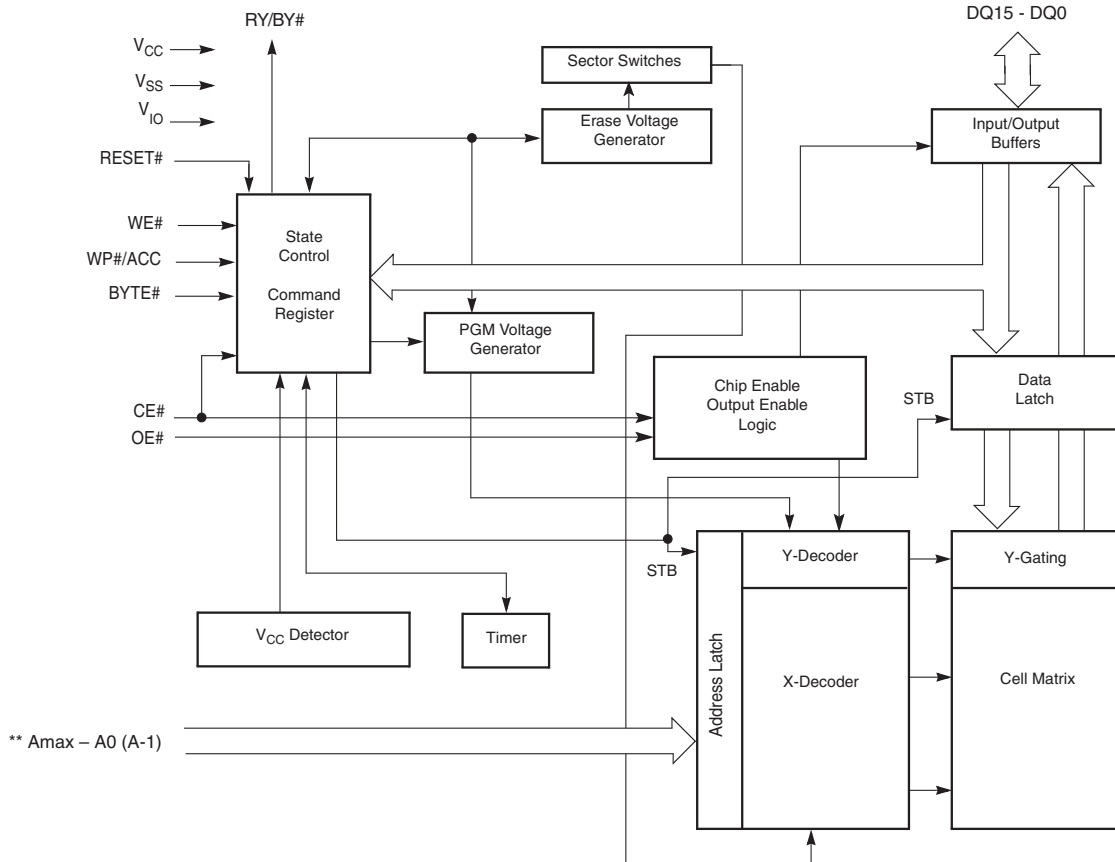 RY/BY#
DQ15 - DQ0
VCC
VSS
VIO
RESET#
WE#
WP#/ACC
BYTE#
CE#
OE#
Sector Switches
Erase Voltage
Generator
Input/Output
Buffers
State
Control
Command
Register
PGM Voltage
Generator
Chip Enable
Output Enable
Logic
STB
Data
Latch
STB
Address Latch
Y-Decoder
Y-Gating
VCC Detector
Timer
X-Decoder
Cell Matrix
** Amax – A0 (A-1)